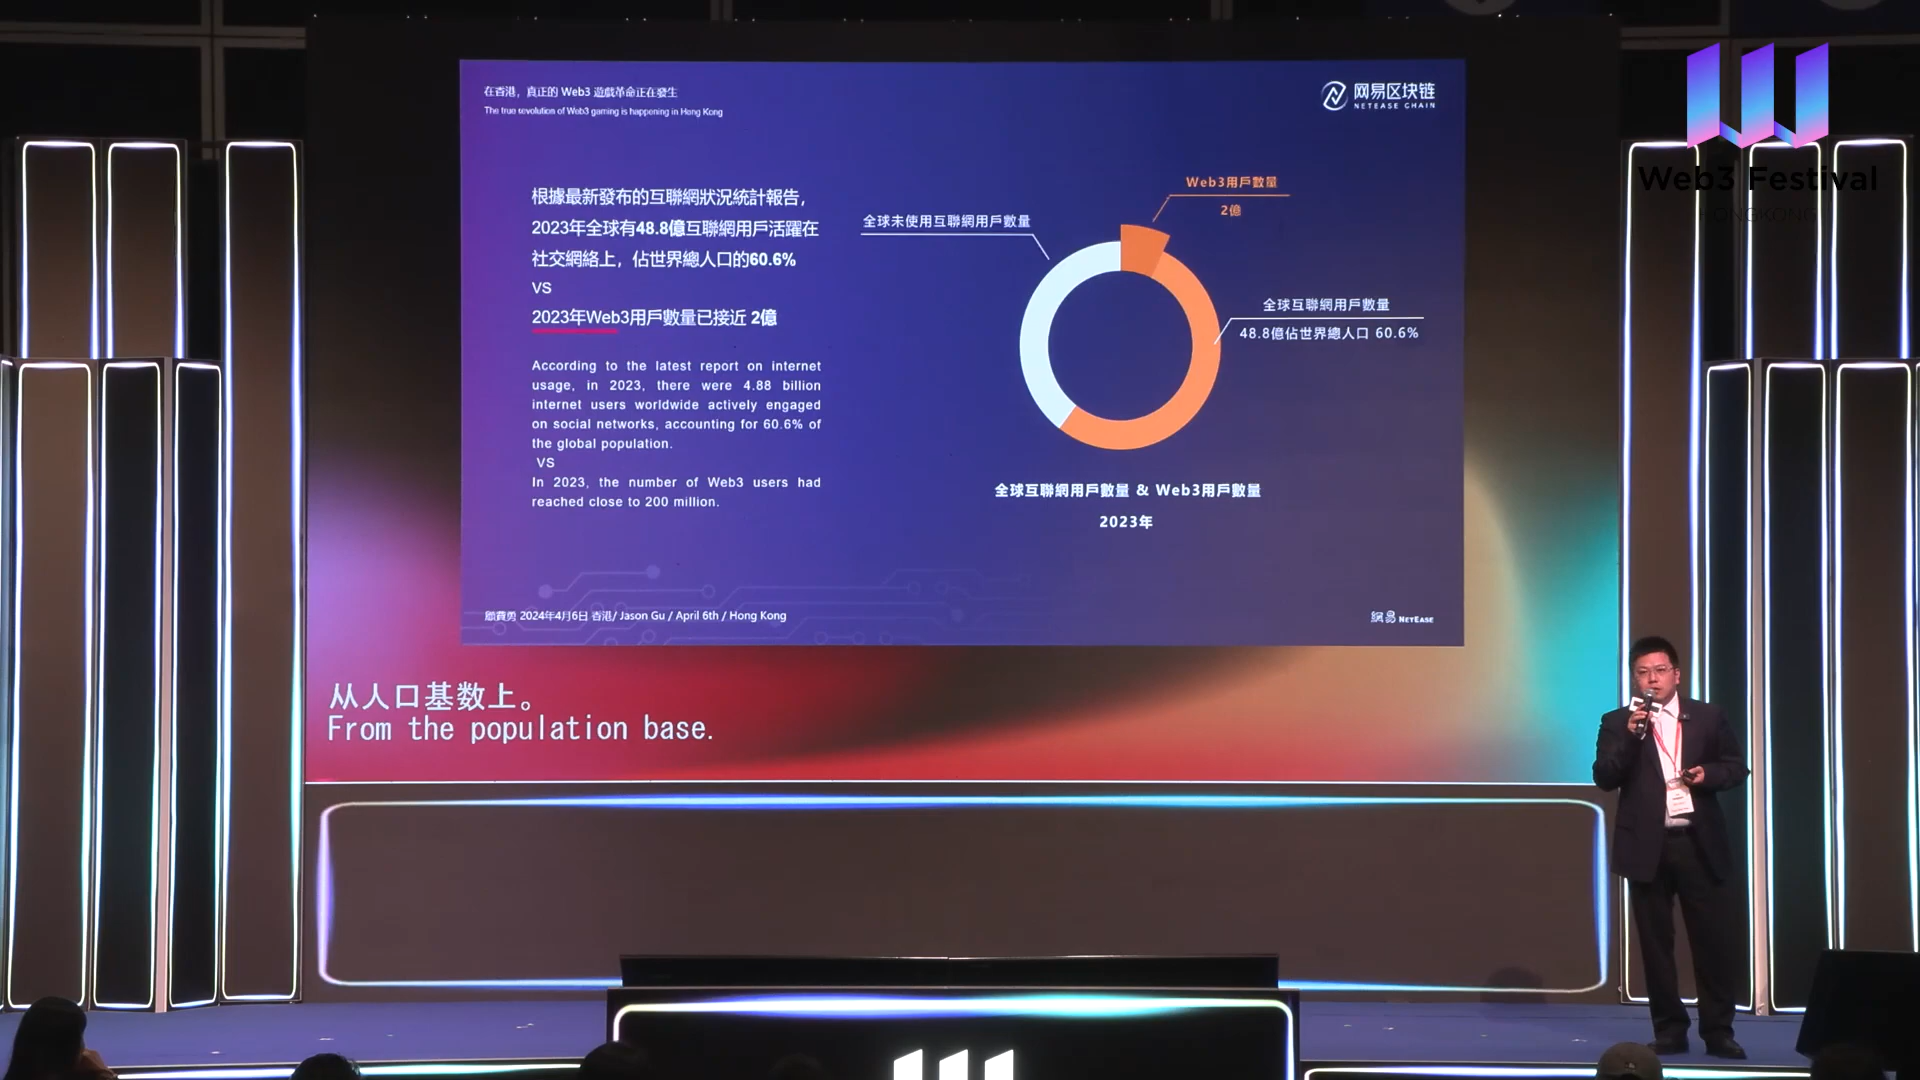 在香港，真正的 Web3 遊戲革命正在發生
The true revolution of Web3 gaming is happening in Hong Kong
网易区块链
NETEASE CHAIN
Web3 Festival
HONGKONG
根據最新發布的互聯網狀況統計報告，
2023年全球有48.8億互聯網用戶活躍在
社交網絡上，佔世界總人口的60.6%
VS
2023年Web3用戶數量已接近 2億
According to the latest report on internet
usage, in 2023, there were 4.88 billion
internet users worldwide actively engaged
on social networks, accounting for 60.6% of
the global population.
VS
In 2023, the number of Web3 users had
reached close to 200 million.
Web3用戶數量
2億
全球未使用互聯網用戶數量
全球互聯網用戶數量
48.8億佔世界總人口 60.6%
全球互聯網用戶數量 & Web3用戶數量
2023年
顧費勇 2024年4月6日 香港/ Jason Gu / April 6th / Hong Kong
網易 NETEASE
从人口基数上。
From the population base.